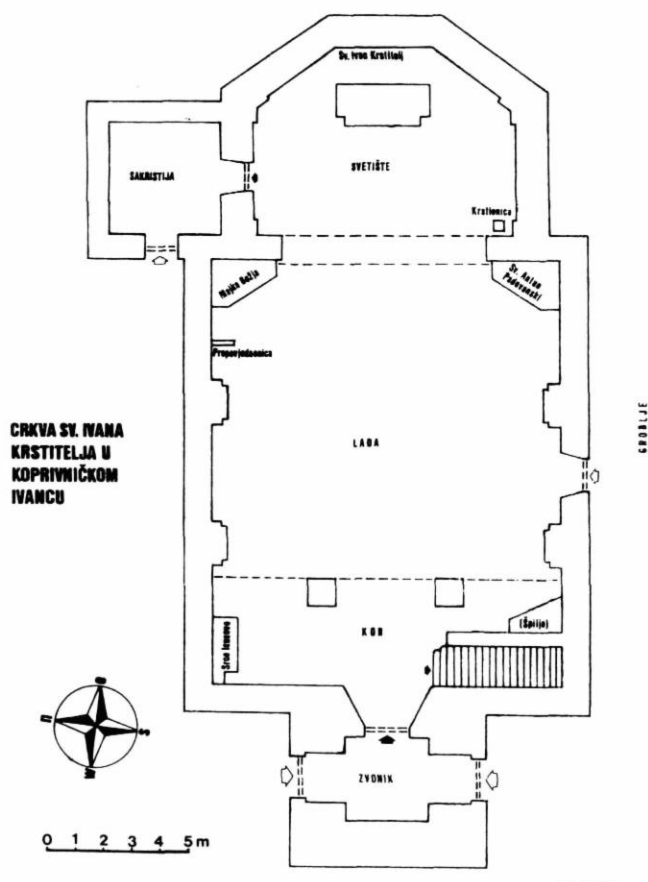 Sv. Ivan Krstitelj
SVETIŠTE
SAKRISTIJA
Krstionica
Majka Božja
Sv. Antun
Padovanski
Propovjedaonica
CRKVA SV. IVANA
KRSTITELJA U
KOPRIVNIČKOM
IVANCU
LAĐA
GROBLJE
KOR
(Špilja)
Srce Isusovo
ZVONIK
0 1 2 3 4 5 m